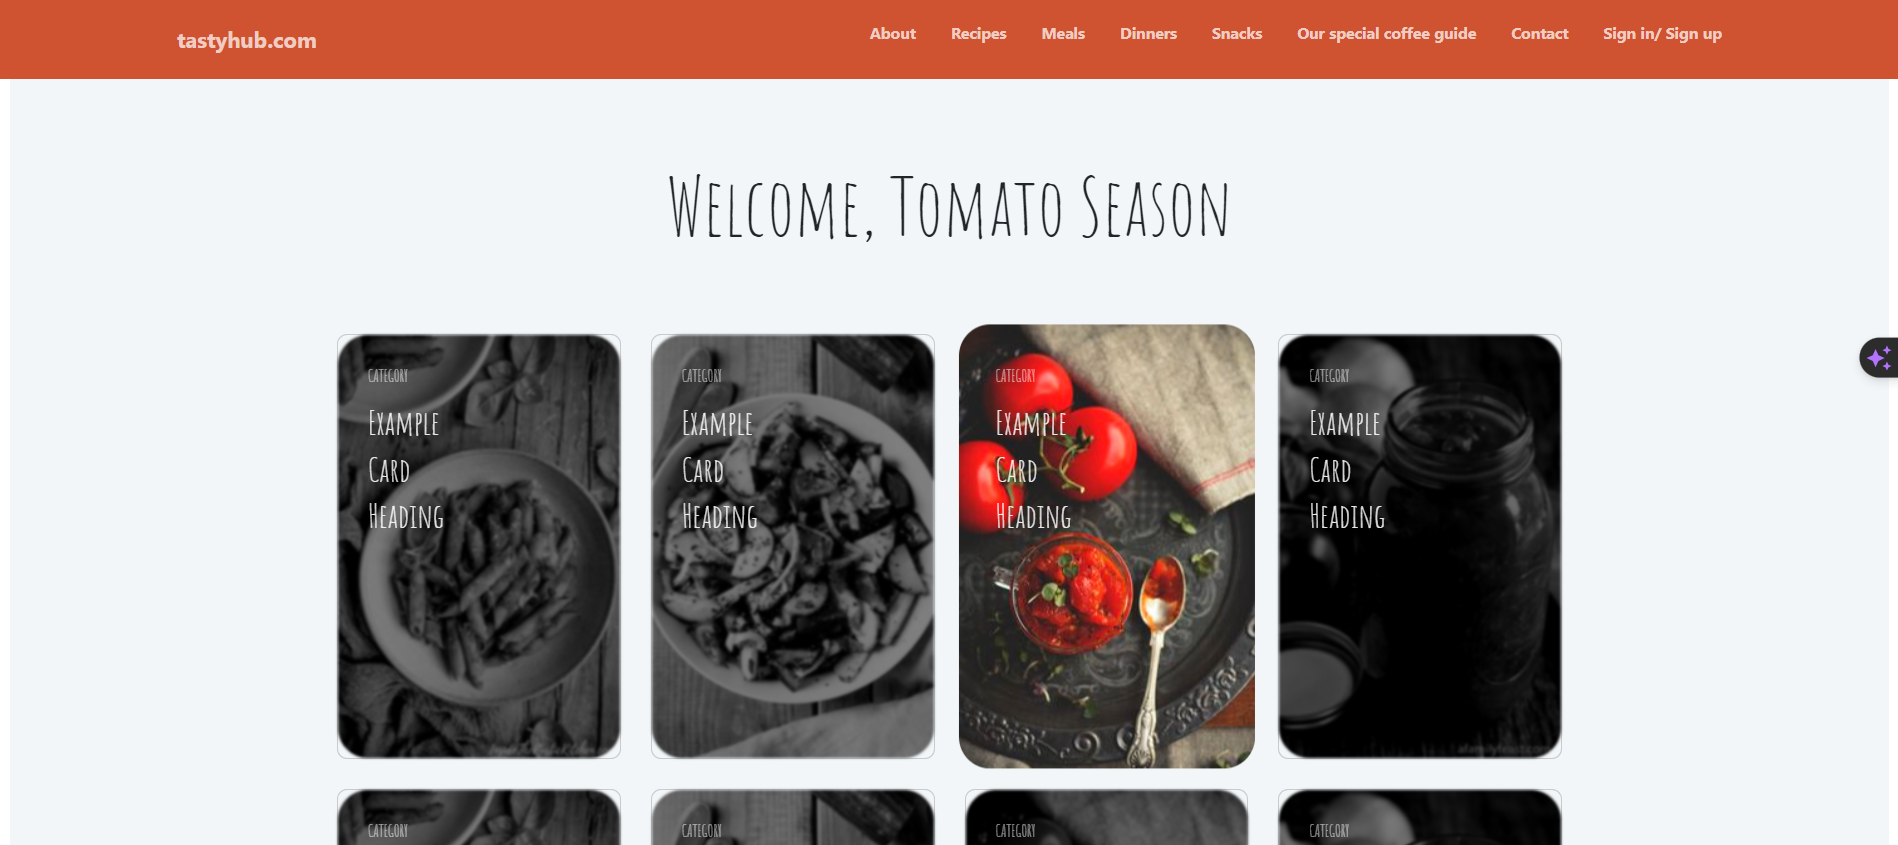 tastyhub.com
About Recipes Meals Dinners Snacks Our special coffee guide Contact Sign in/ Sign up
Welcome, Tomato Season
CATEGORY
Example
Card
Heading
CATEGORY
Example
Card
Heading
CATEGORY
Example
Card
Heading
CATEGORY
Example
Card
Heading
afamilyfeast.com
CATEGORY
CATEGORY
CATEGORY
CATEGORY